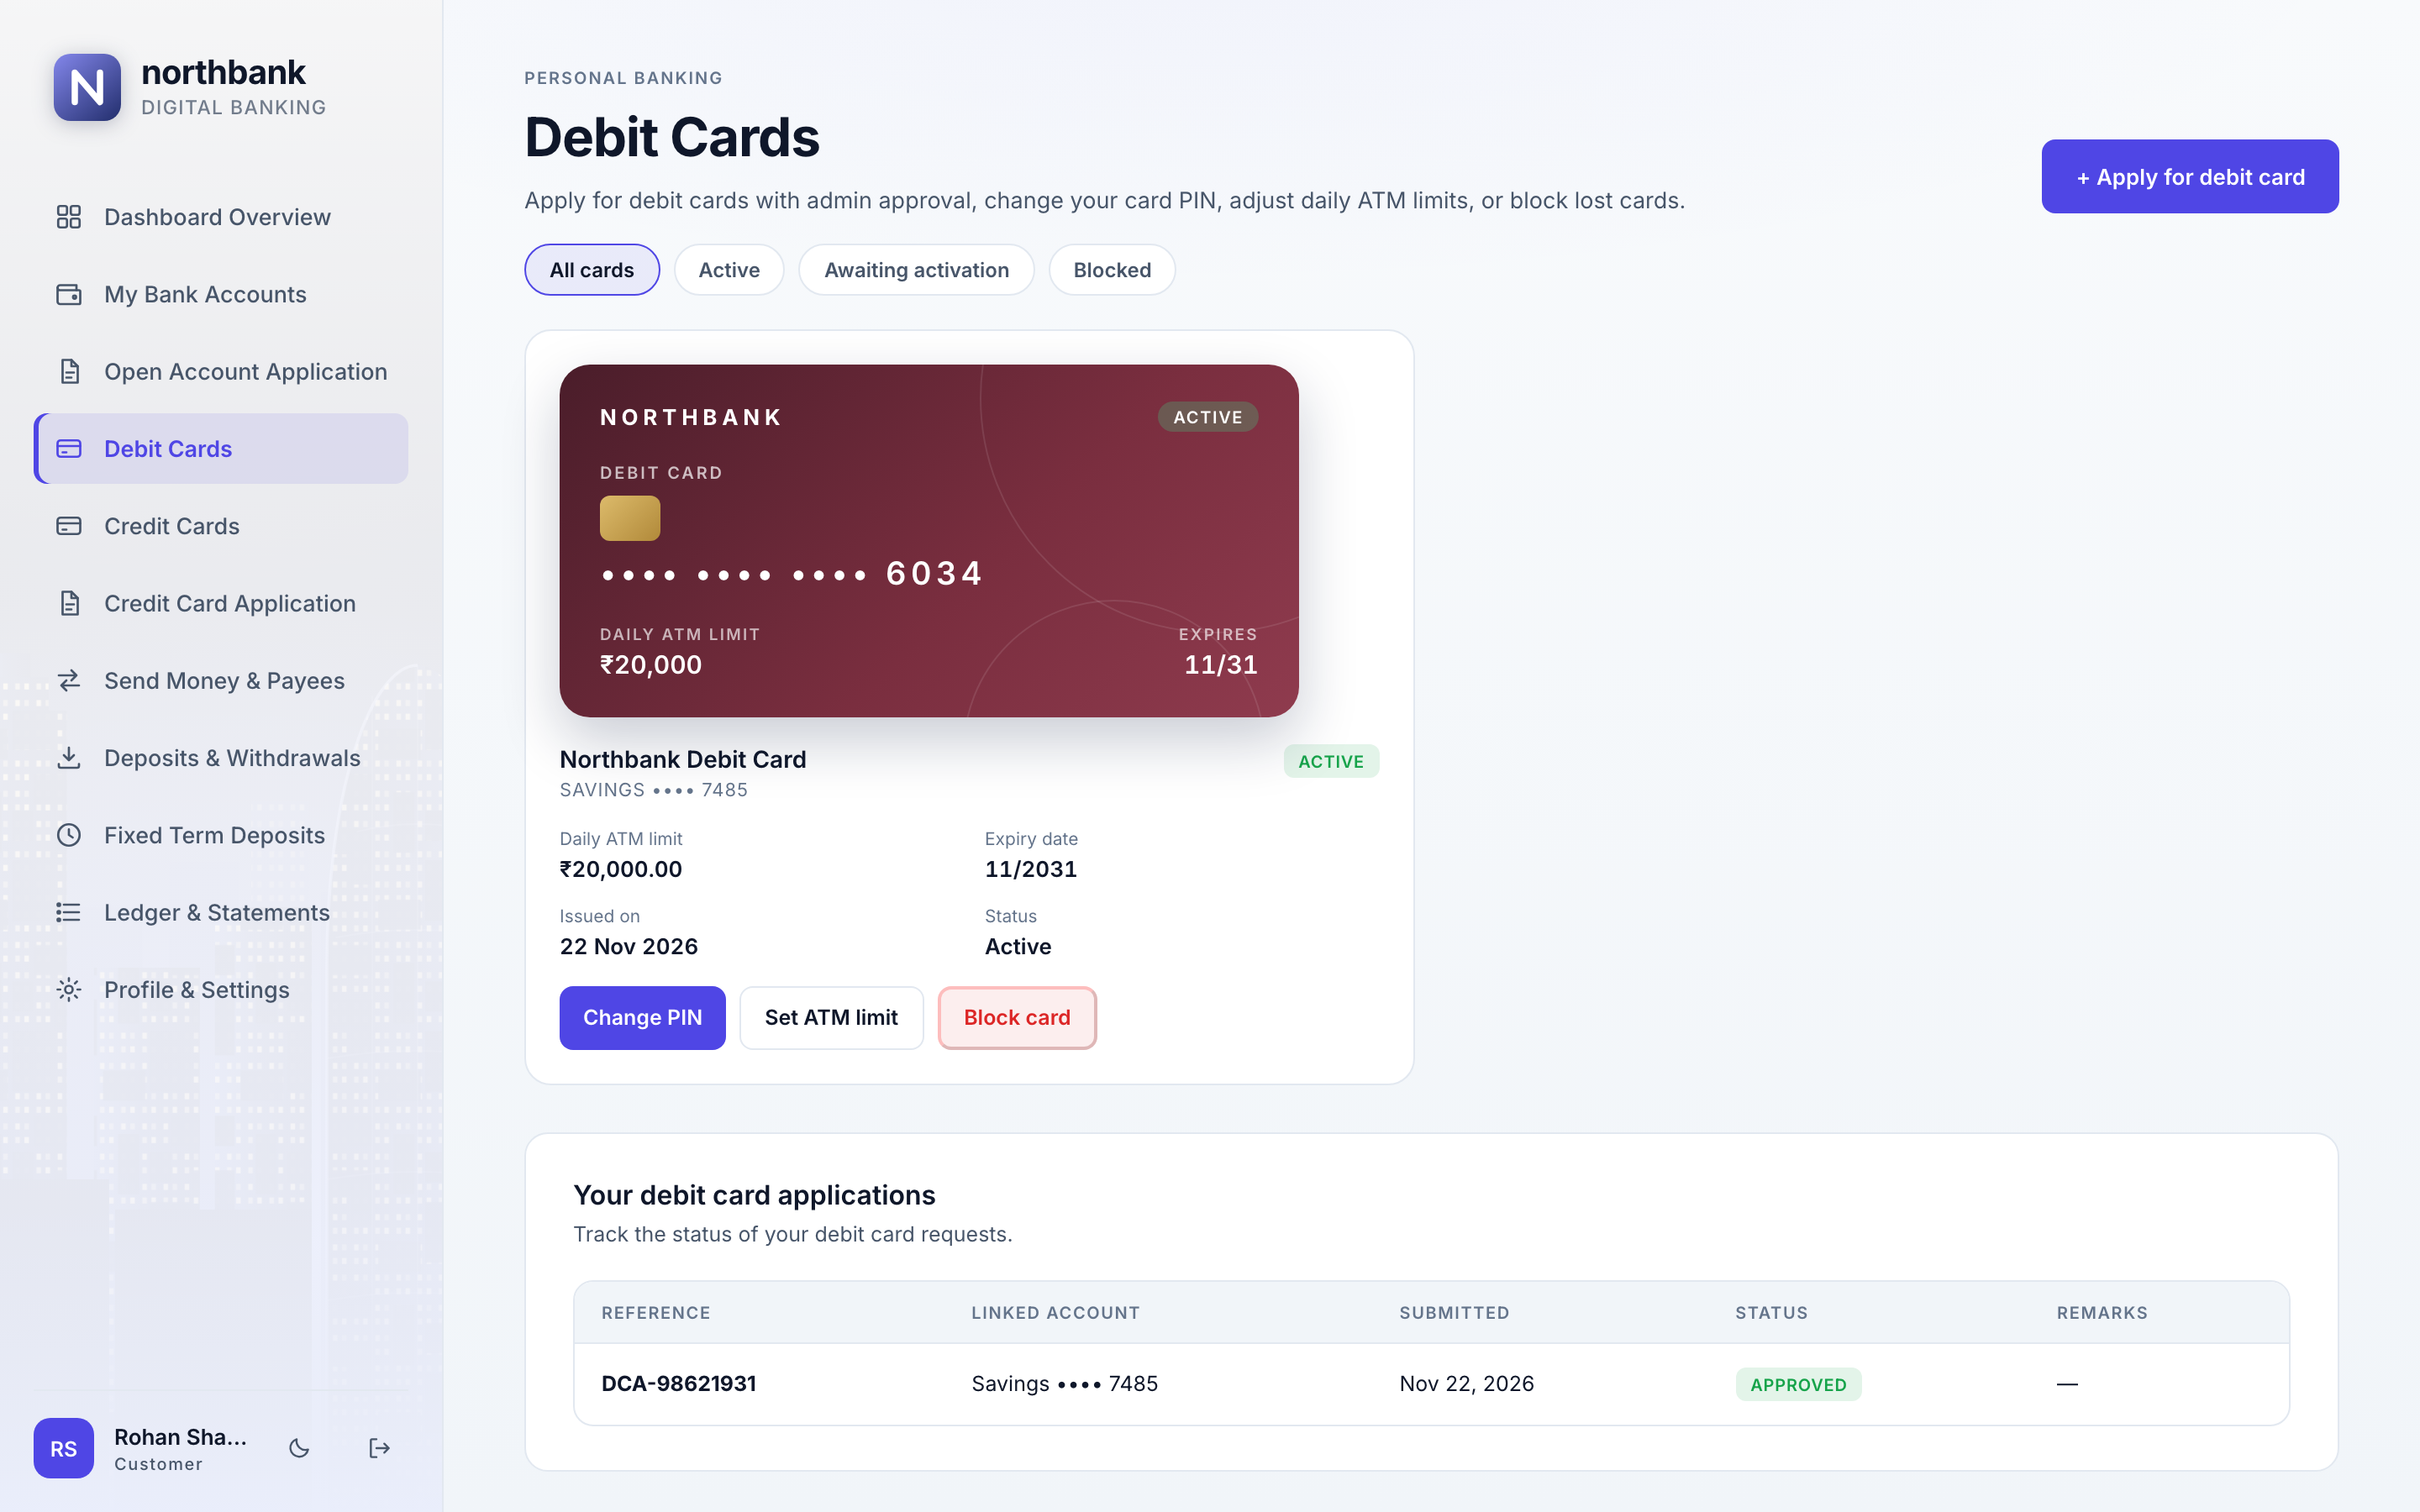 northbank
DIGITAL BANKING
Dashboard Overview
My Bank Accounts
Open Account Application
Debit Cards
Credit Cards
Credit Card Application
Send Money & Payees
Deposits & Withdrawals
Fixed Term Deposits
Ledger & Statements
Profile & Settings
RS
Rohan Sha...
Customer
PERSONAL BANKING
Debit Cards
Apply for debit cards with admin approval, change your card PIN, adjust daily ATM limits, or block lost cards.
+ Apply for debit card
All cards
Active
Awaiting activation
Blocked
NORTHBANK
ACTIVE
DEBIT CARD
•••• •••• •••• 6034
DAILY ATM LIMIT
EXPIRES
₹20,000
11/31
Northbank Debit Card
ACTIVE
SAVINGS •••• 7485
Daily ATM limit
Expiry date
₹20,000.00
11/2031
Issued on
Status
22 Nov 2026
Active
Change PIN
Set ATM limit
Block card
Your debit card applications
Track the status of your debit card requests.
REFERENCE LINKED ACCOUNT SUBMITTED STATUS REMARKS
DCA-98621931 Savings •••• 7485 Nov 22, 2026 APPROVED —